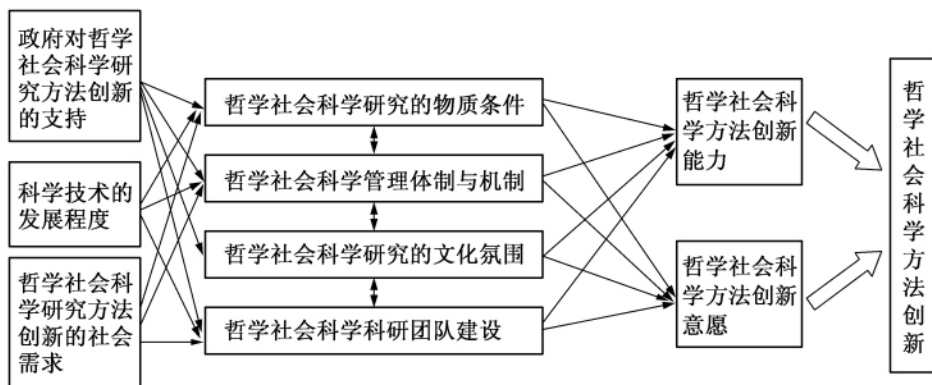 政府对哲学
社会科学研
究方法创新
的支持
科学技术的
发展程度
哲学社会科
学研究方法
创新的社会
需求
哲学社会科学研究的物质条件
哲学社会科学管理体制与机制
哲学社会科学研究的文化氛围
哲学社会科学科研团队建设
哲学社会科
学方法创新
能力
哲学社会科
学方法创新
意愿
哲学社会科学方法创新